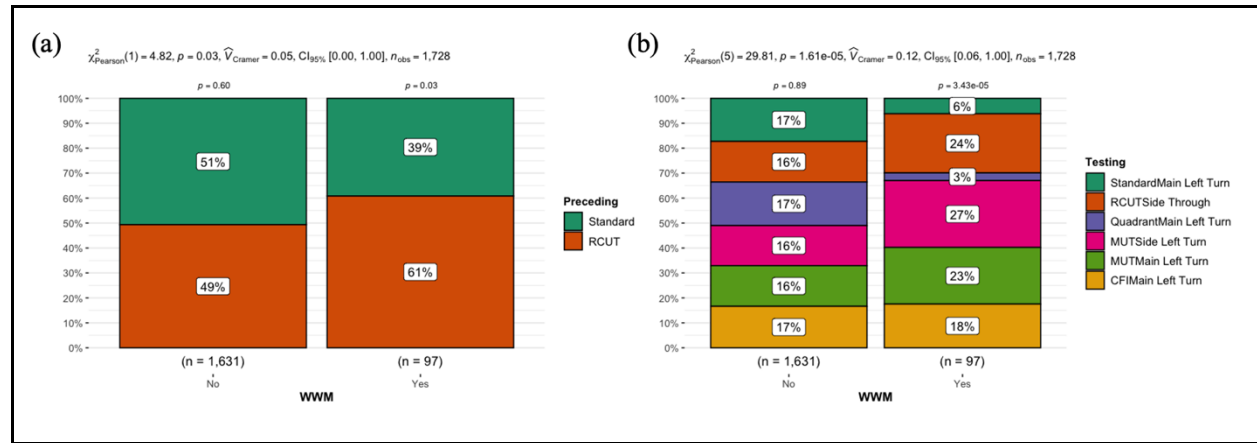 (a)
χ²Pearson(1) = 4.82, p = 0.03, V̂Cramer = 0.05, CI95% [0.00, 1.00], nobs = 1,728
p = 0.60
p = 0.03
100%
90%
80%
70%
60%
50%
40%
30%
20%
10%
0%
51%
49%
39%
61%
Preceding
Standard
RCUT
(n = 1,631)
(n = 97)
No
Yes
WWM
(b)
χ²Pearson(5) = 29.81, p = 1.61e-05, V̂Cramer = 0.12, CI95% [0.06, 1.00], nobs = 1,728
p = 0.89
p = 3.43e-05
100%
90%
80%
70%
60%
50%
40%
30%
20%
10%
0%
17%
16%
17%
16%
16%
17%
6%
24%
3%
27%
23%
18%
Testing
StandardMain Left Turn
RCUTSide Through
QuadrantMain Left Turn
MUTSide Left Turn
MUTMain Left Turn
CFIMain Left Turn
(n = 1,631)
(n = 97)
No
Yes
WWM